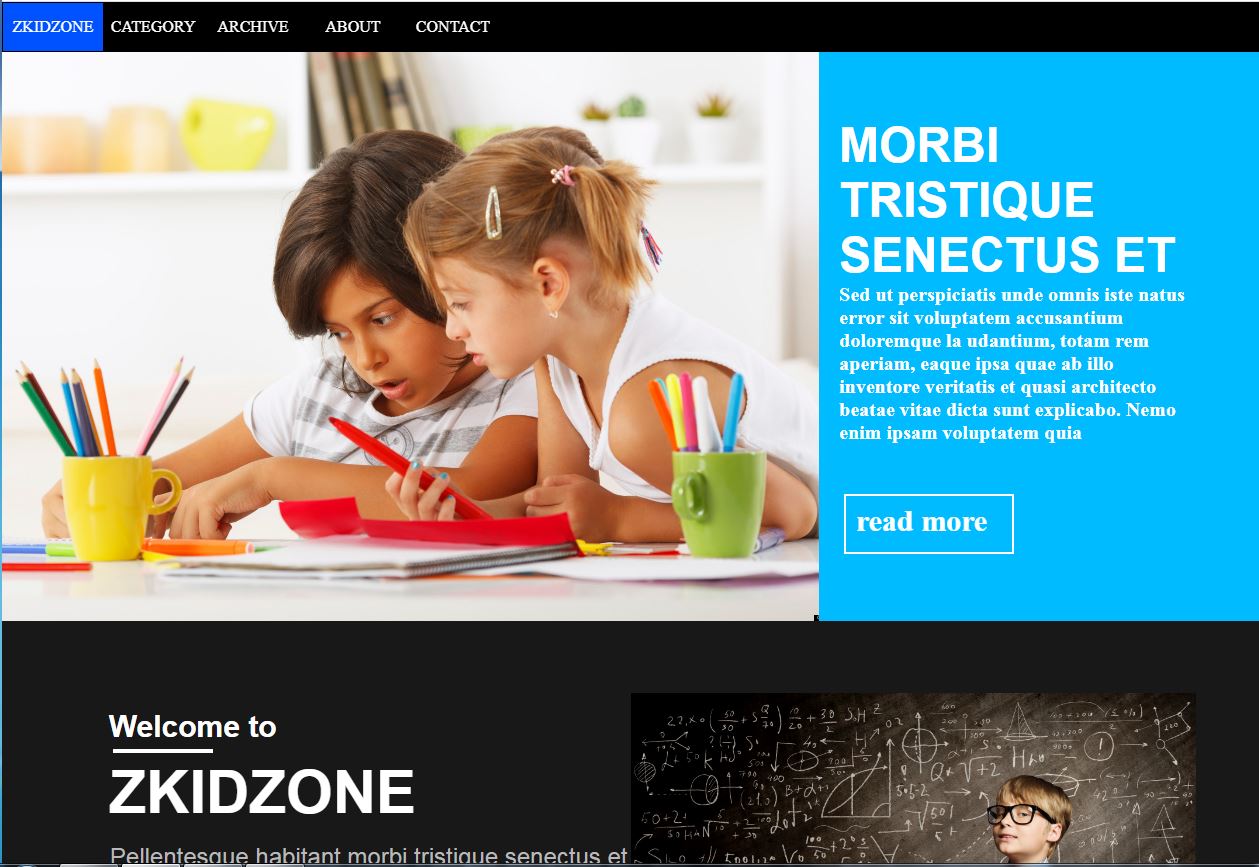 ZKIDZONE CATEGORY ARCHIVE ABOUT CONTACT
MORBI
TRISTIQUE
SENECTUS ET
Sed ut perspiciatis unde omnis iste natus
error sit voluptatem accusantium
doloremque la udantium, totam rem
aperiam, eaque ipsa quae ab illo
inventore veritatis et quasi architecto
beatae vitae dicta sunt explicabo. Nemo
enim ipsam voluptatem quia
read more
Welcome to
ZKIDZONE
Pellentesque habitant morbi tristique senectus et